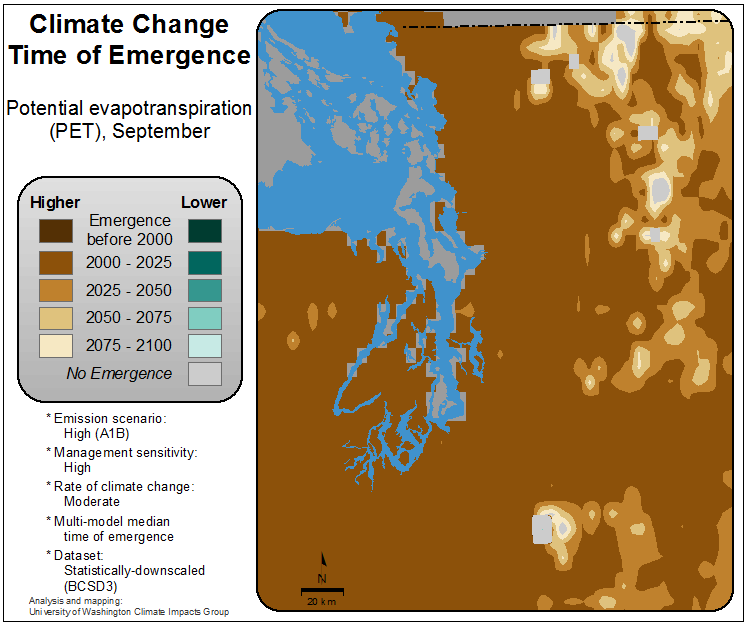 Climate Change
Time of Emergence
Potential evapotranspiration
(PET), September
Higher
Lower
Emergence
before 2000
2000 - 2025
2025 - 2050
2050 - 2075
2075 - 2100
No Emergence
* Emission scenario:
High (A1B)
* Management sensitivity:
High
* Rate of climate change:
Moderate
* Multi-model median
time of emergence
* Dataset:
Statistically-downscaled
(BCSD3)
Analysis and mapping:
University of Washington Climate Impacts Group
N
20 km